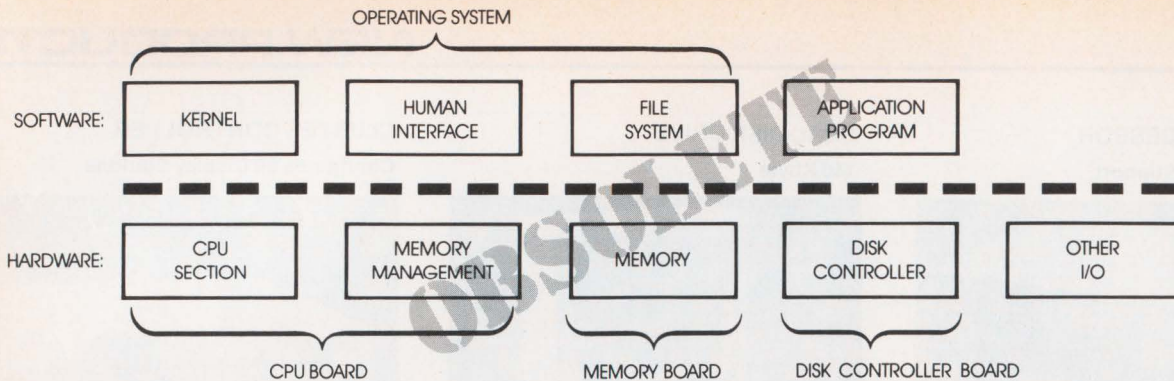 OPERATING SYSTEM
SOFTWARE:
KERNEL
HUMAN
INTERFACE
FILE
SYSTEM
APPLICATION
PROGRAM
OBSOLETE
HARDWARE:
CPU
SECTION
MEMORY
MANAGEMENT
MEMORY
DISK
CONTROLLER
OTHER
I/O
CPU BOARD
MEMORY BOARD
DISK CONTROLLER BOARD